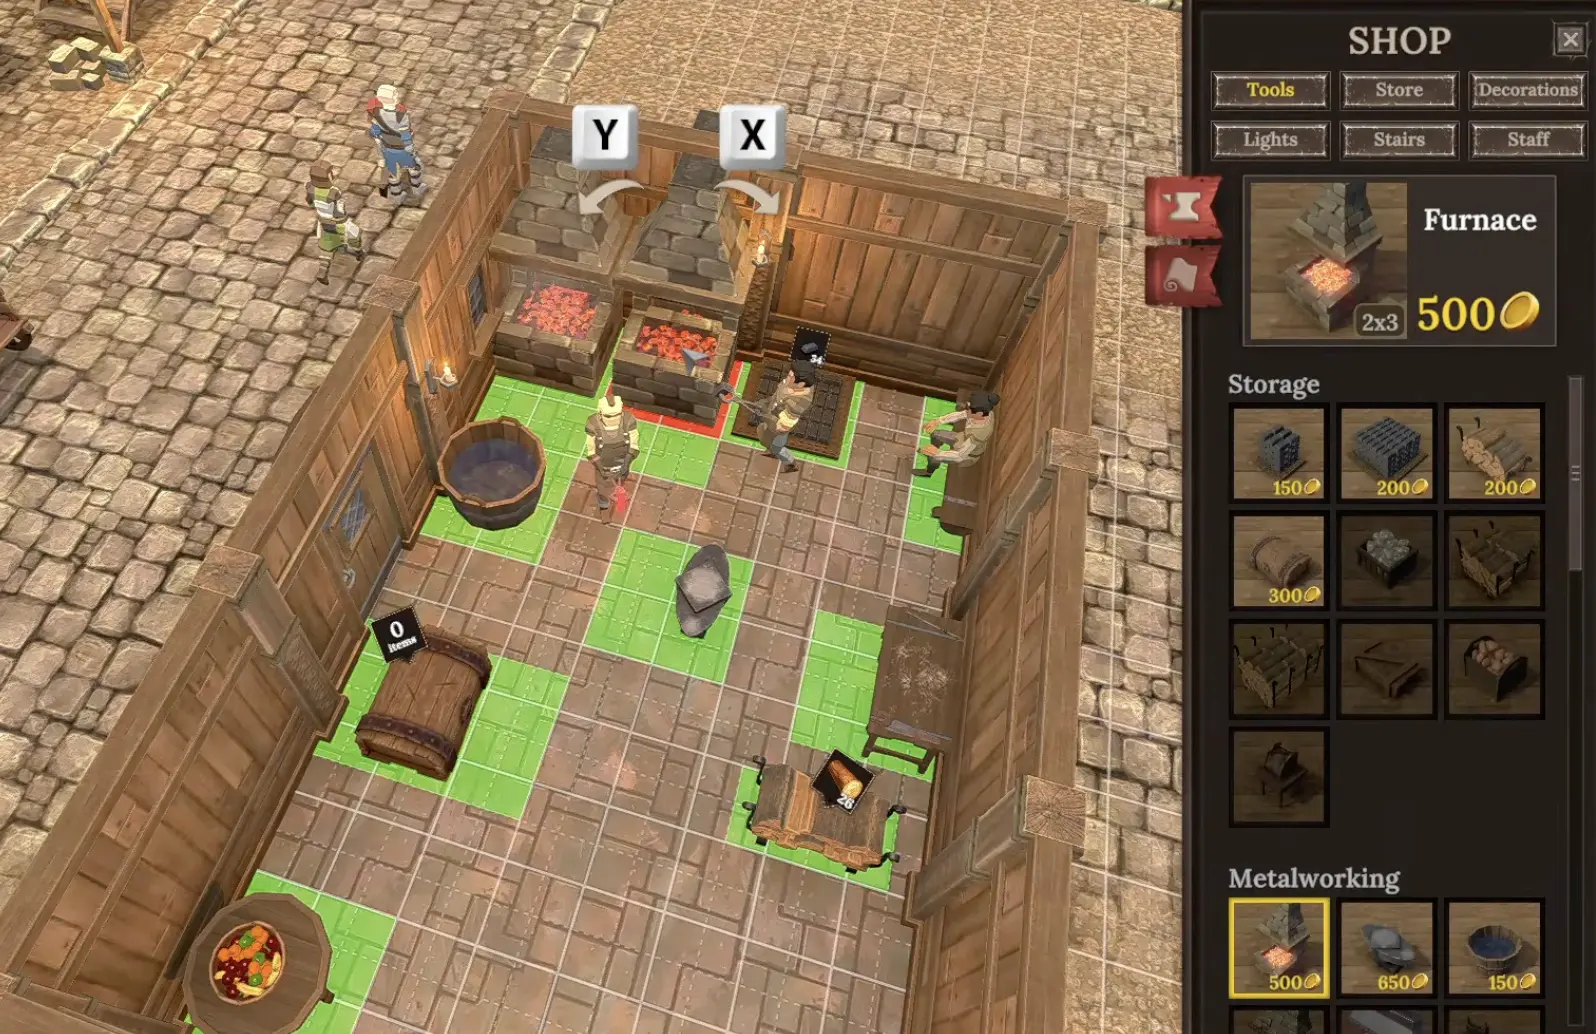 SHOP
Tools
Store
Decorations
Lights
Stairs
Staff
Y
X
Furnace
2x3
500
34
Storage
150
200
200
300
0
items
26
Metalworking
500
650
150